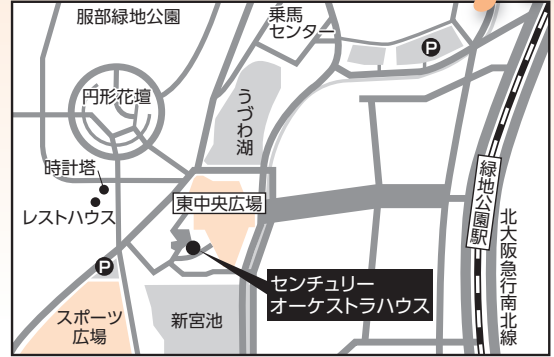 服部緑地公園
乗馬
センター
P
円形花壇
うづわ湖
時計塔
レストハウス
東中央広場
緑地公園駅
北大阪急行南北線
P
センチュリー
オーケストラハウス
スポーツ
広場
新宮池